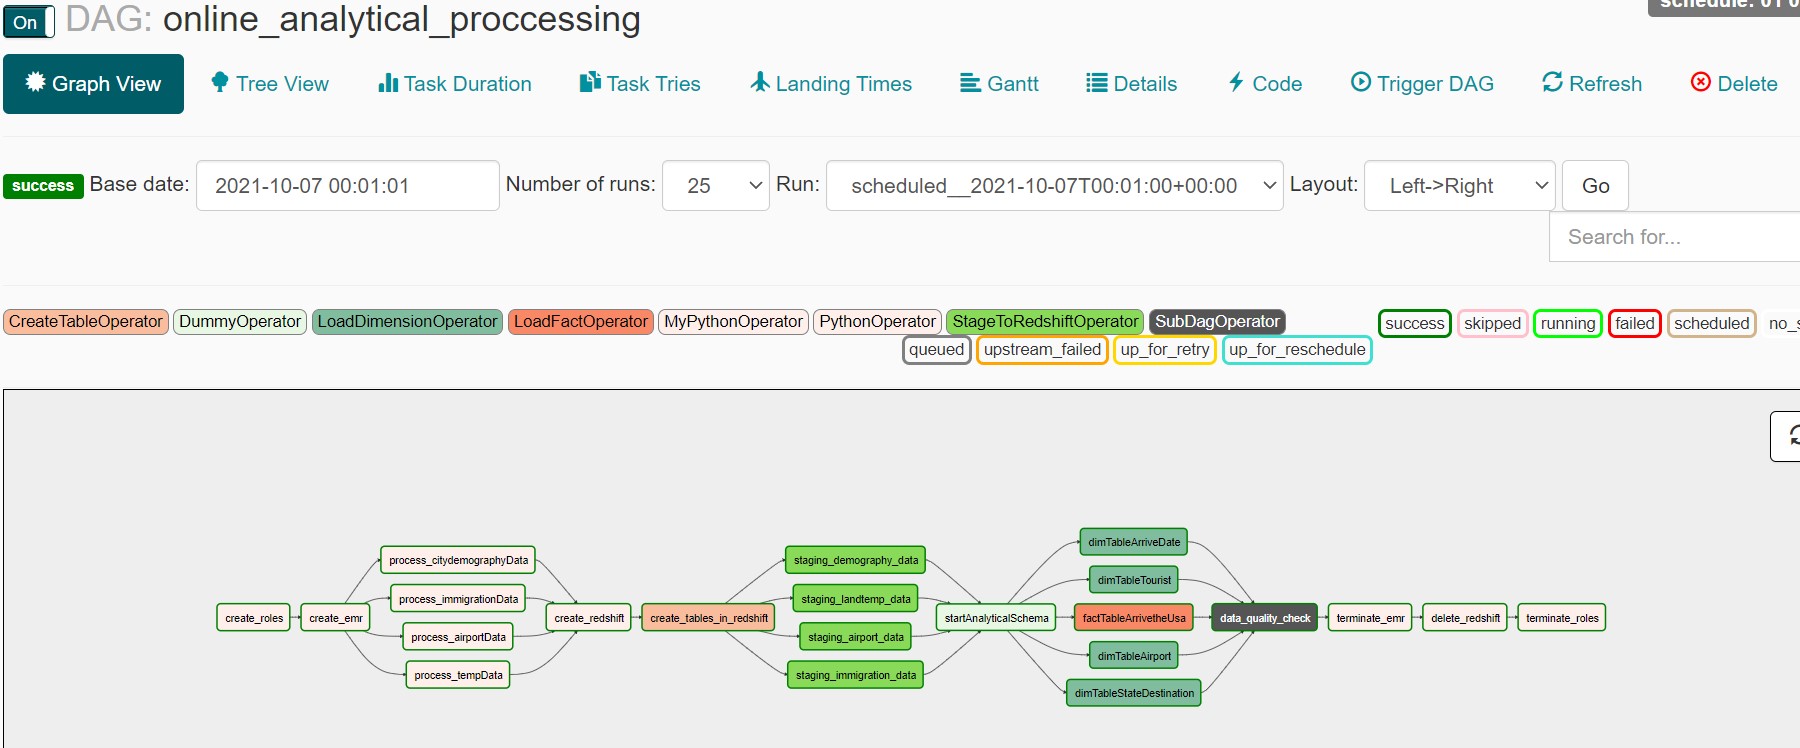 On DAG: online_analytical_proccessing
Graph View Tree View Task Duration Task Tries Landing Times Gantt Details Code Trigger DAG Refresh Delete
success Base date: 2021-10-07 00:01:01 Number of runs: 25 Run: scheduled__2021-10-07T00:01:00+00:00 Layout: Left->Right Go
Search for...
CreateTableOperator DummyOperator LoadDimensionOperator LoadFactOperator MyPythonOperator PythonOperator StageToRedshiftOperator SubDagOperator success skipped running failed scheduled
queued upstream_failed up_for_retry up_for_reschedule
dimTableArriveDate
process_citydemographyData staging_demography_data
dimTableTourist
process_immigrationData staging_landtemp_data
create_roles create_emr create_redshift create_tables_in_redshift startAnalyticalSchema factTableArrivetheUsa data_quality_check terminate_emr delete_redshift terminate_roles
process_airportData staging_airport_data
dimTableAirport
process_tempData staging_immigration_data
dimTableStateDestination